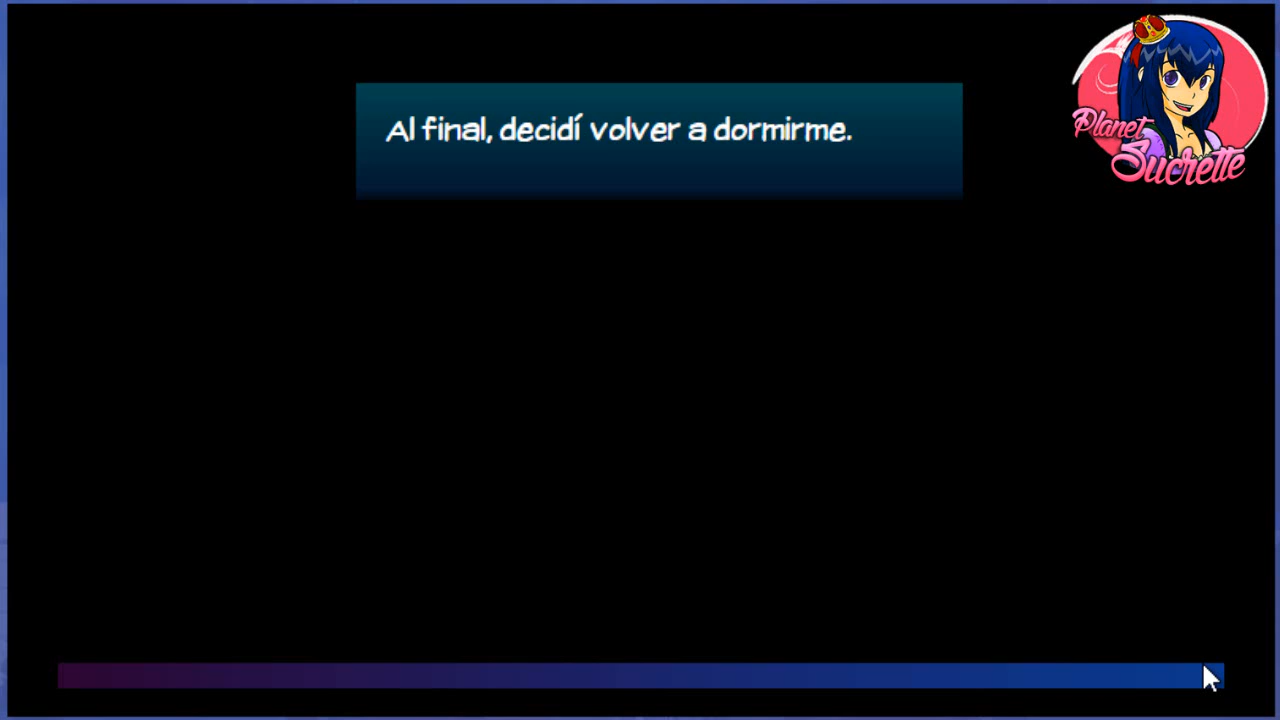 Al final, decidí volver a dormirme.
Planet
Sucrette